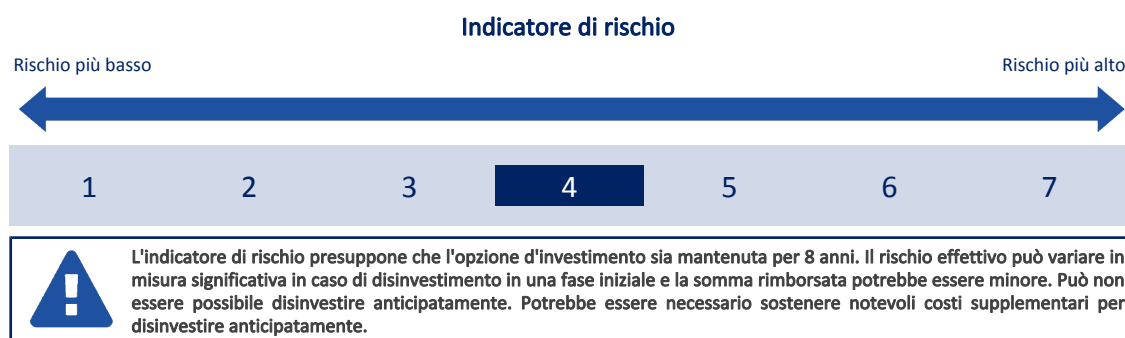 Indicatore di rischio
Rischio più basso
Rischio più alto
1 2 3 4 5 6 7
L'indicatore di rischio presuppone che l'opzione d'investimento sia mantenuta per 8 anni. Il rischio effettivo può variare in
misura significativa in caso di disinvestimento in una fase iniziale e la somma rimborsata potrebbe essere minore. Può non
essere possibile disinvestire anticipatamente. Potrebbe essere necessario sostenere notevoli costi supplementari per
disinvestire anticipatamente.